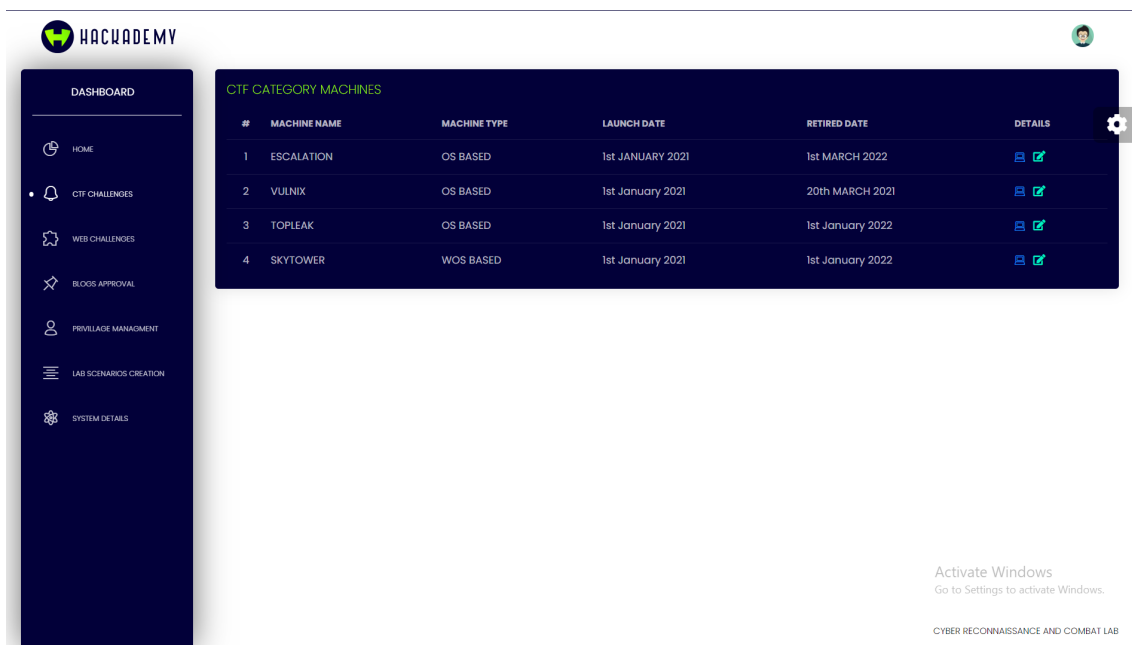 HACKADEMY
DASHBOARD
HOME
CTF CHALLENGES
WEB CHALLENGES
BLOGS APPROVAL
PRIVILLAGE MANAGMENT
LAB SCENARIOS CREATION
SYSTEM DETAILS
CTF CATEGORY MACHINES
# MACHINE NAME MACHINE TYPE LAUNCH DATE RETIRED DATE DETAILS
1 ESCALATION OS BASED 1st JANUARY 2021 1st MARCH 2022
2 VULNIX OS BASED 1st January 2021 20th MARCH 2021
3 TOPLEAK OS BASED 1st January 2021 1st January 2022
4 SKYTOWER WOS BASED 1st January 2021 1st January 2022
Activate Windows
Go to Settings to activate Windows.
CYBER RECONNAISSANCE AND COMBAT LAB